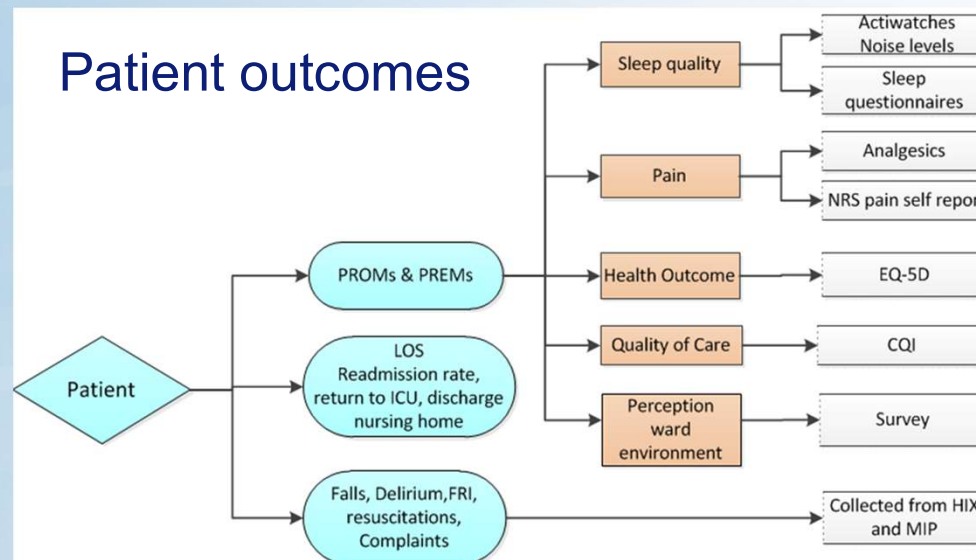 Patient outcomes
Patient
PROMs & PREMs
LOS
Readmission rate,
return to ICU, discharge
nursing home
Falls, Delirium,FRI,
resuscitations,
Complaints
Sleep quality
Pain
Health Outcome
Quality of Care
Perception
ward
environment
Actiwatches
Noise levels
Sleep
questionnaires
Analgesics
NRS pain self repor
EQ-5D
CQI
Survey
Collected from HIX
and MIP